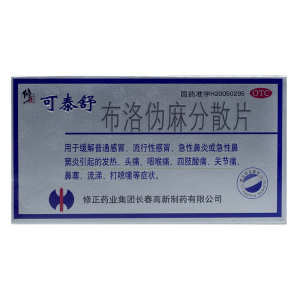 国药准字H20050295
OTC
修正
可泰舒
布洛伪麻分散片
用于缓解普通感冒、流行性感冒、急性鼻炎或急性鼻
窦炎引起的发热、头痛、咽喉痛、四肢酸痛、关节痛、
鼻塞、流涕、打喷嚏等症状。
修正药业集团长春高新制药有限公司